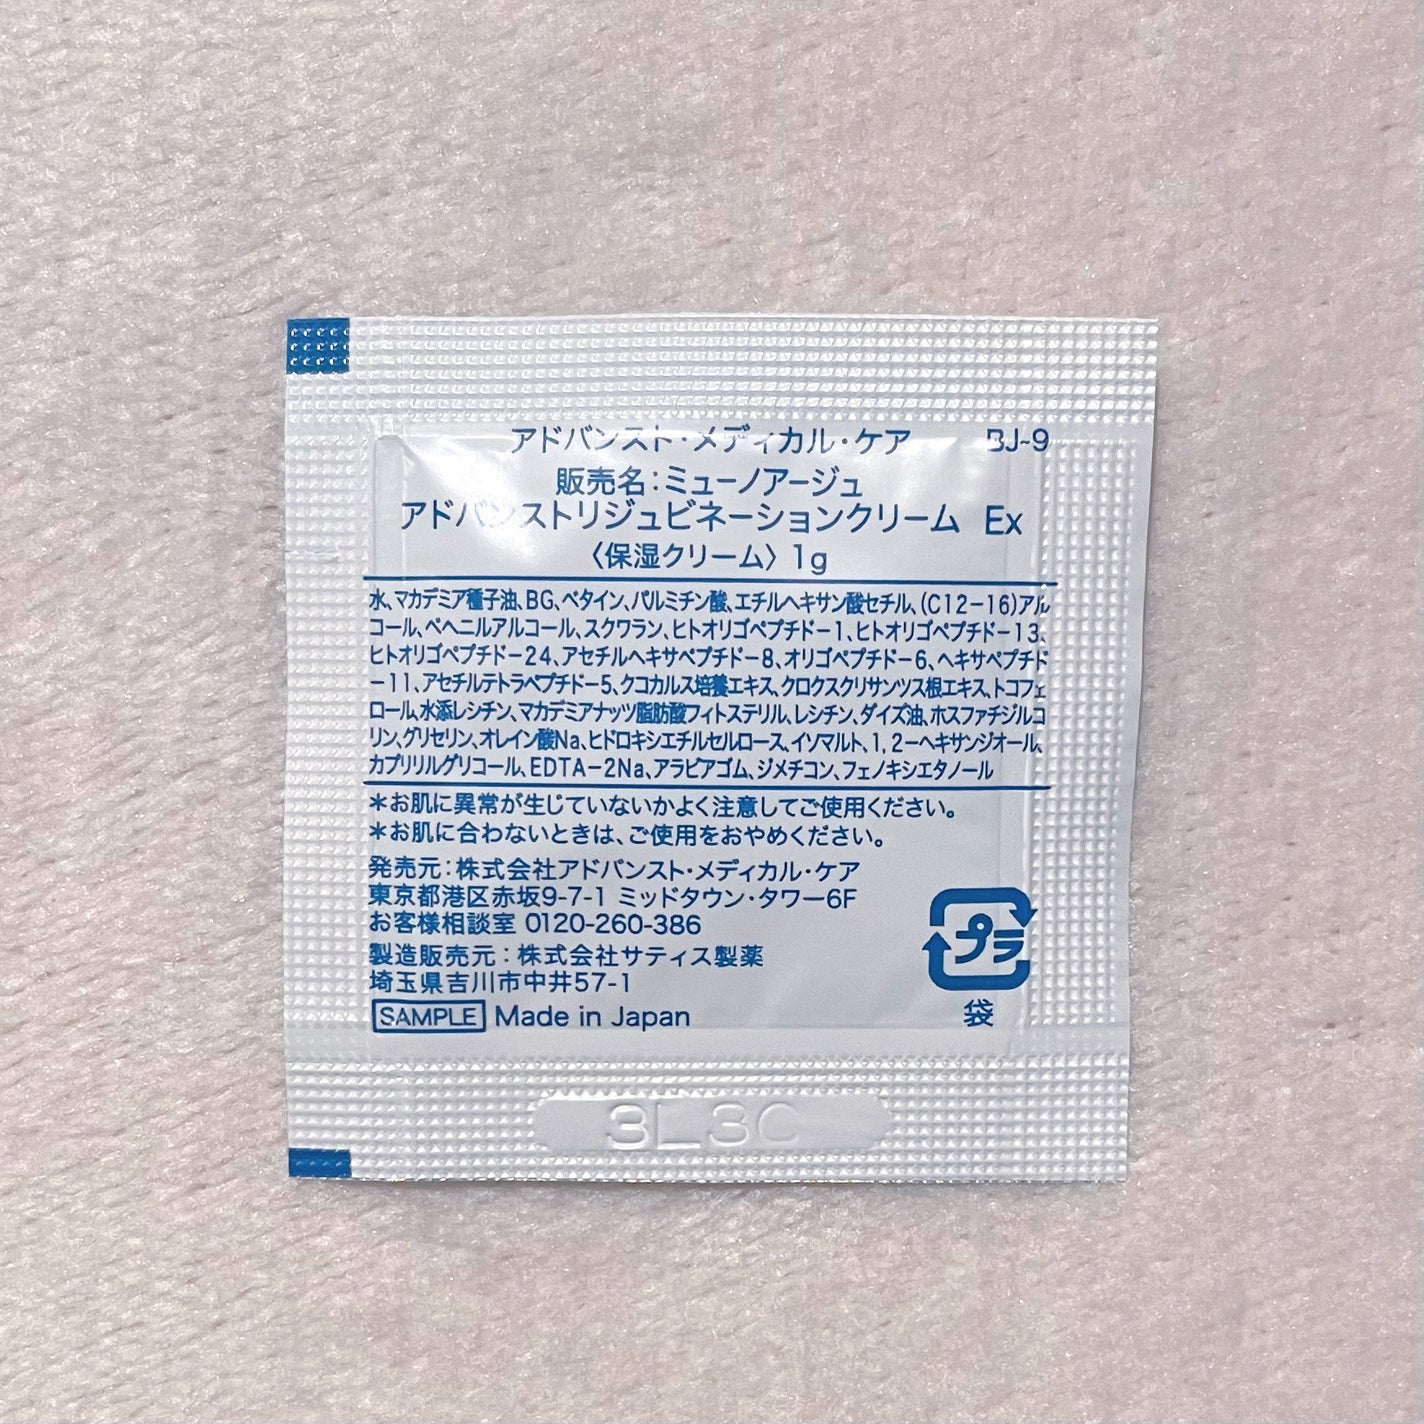 アドバンスト・メディカル・ケア BJ-9
販売名：ミューノアージュ
アドバンストリジュビネーションクリーム Ex
〈保湿クリーム〉1g
水、マカデミア種子油、BG、ベタイン、パルミチン酸、エチルヘキサン酸セチル、(C12－16)アル
コール、ベヘニルアルコール、スクワラン、ヒトオリゴペプチド－1、ヒトオリゴペプチド－13、
ヒトオリゴペプチド－24、アセチルヘキサペプチド－8、オリゴペプチド－6、ヘキサペプチド
－11、アセチルテトラペプチド－5、クコカルス培養エキス、クロクスクリサンツス根エキス、トコフェ
ロール、水添レシチン、マカデミアナッツ脂肪酸フィトステリル、レシチン、ダイズ油、ホスファチジルコ
リン、グリセリン、オレイン酸Na、ヒドロキシエチルセルロース、イソマルト、1，2－ヘキサンジオール、
カプリリルグリコール、EDTA－2Na、アラビアゴム、ジメチコン、フェノキシエタノール
＊お肌に異常が生じていないかよく注意してご使用ください。
＊お肌に合わないときは、ご使用をおやめください。
発売元：株式会社アドバンスト・メディカル・ケア
東京都港区赤坂9-7-1 ミッドタウン・タワー6F
お客様相談室 0120-260-386
製造販売元：株式会社サティス製薬
埼玉県吉川市中井57-1
SAMPLE Made in Japan
プラ
袋
3L3C